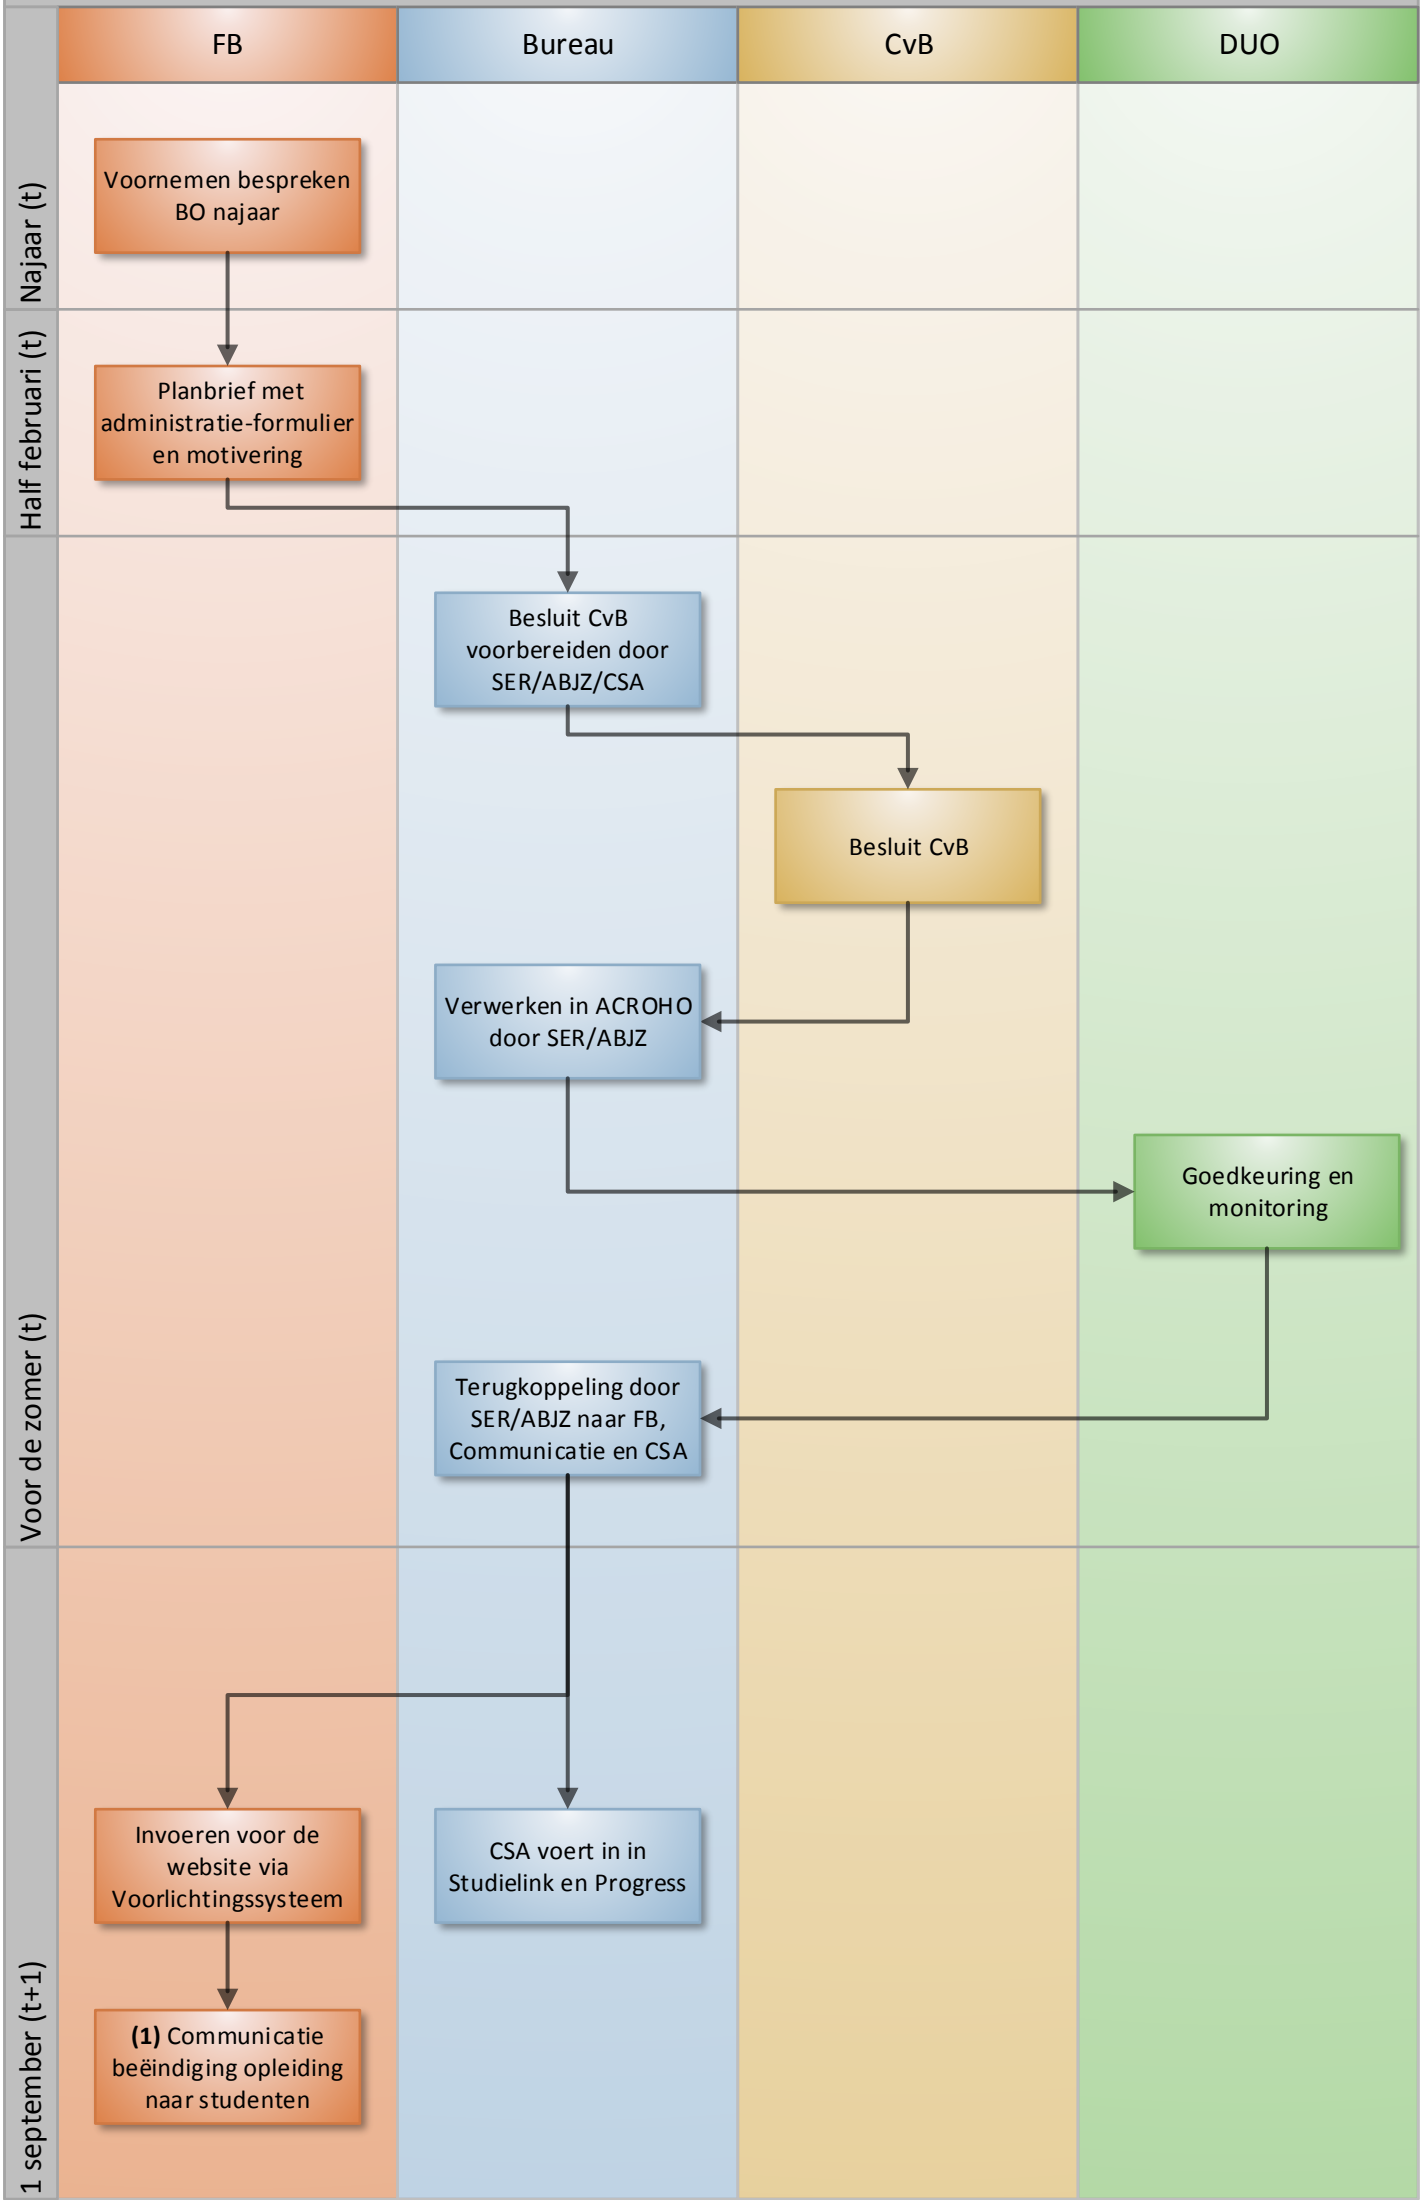 FB
Bureau
CvB
DUO
Najaar (t)
Voornemen bespreken
BO najaar
Half februari (t)
Planbrief met
administratie-formulier
en motivering
Voor de zomer (t)
Besluit CvB
voorbereiden door
SER/ABJZ/CSA
Besluit CvB
Verwerken in ACROHO
door SER/ABJZ
Goedkeuring en
monitoring
Terugkoppeling door
SER/ABJZ naar FB,
Communicatie en CSA
1 september (t+1)
Invoeren voor de
website via
Voorlichtingssysteem
CSA voert in in
Studielink en Progress
(1) Communicatie
beëindiging opleiding
naar studenten